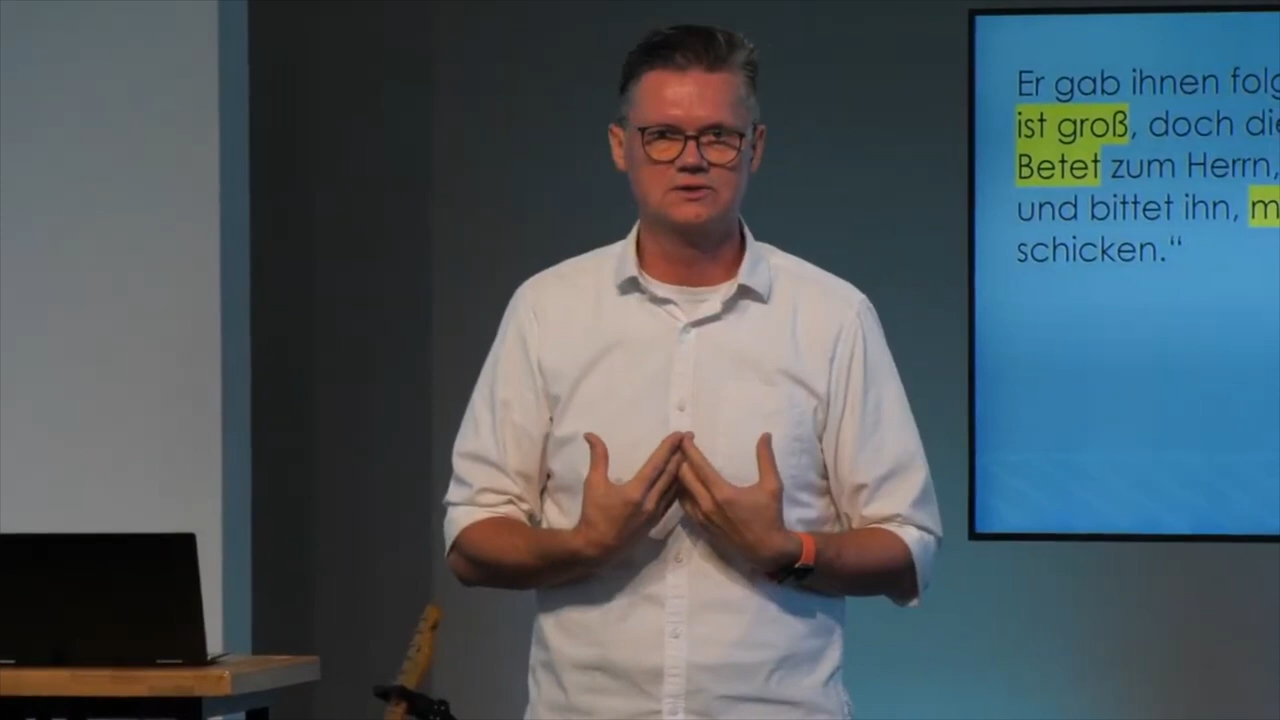 Er gab ihnen folg
ist groß, doch die
Betet zum Herrn,
und bittet ihn, m
schicken.“